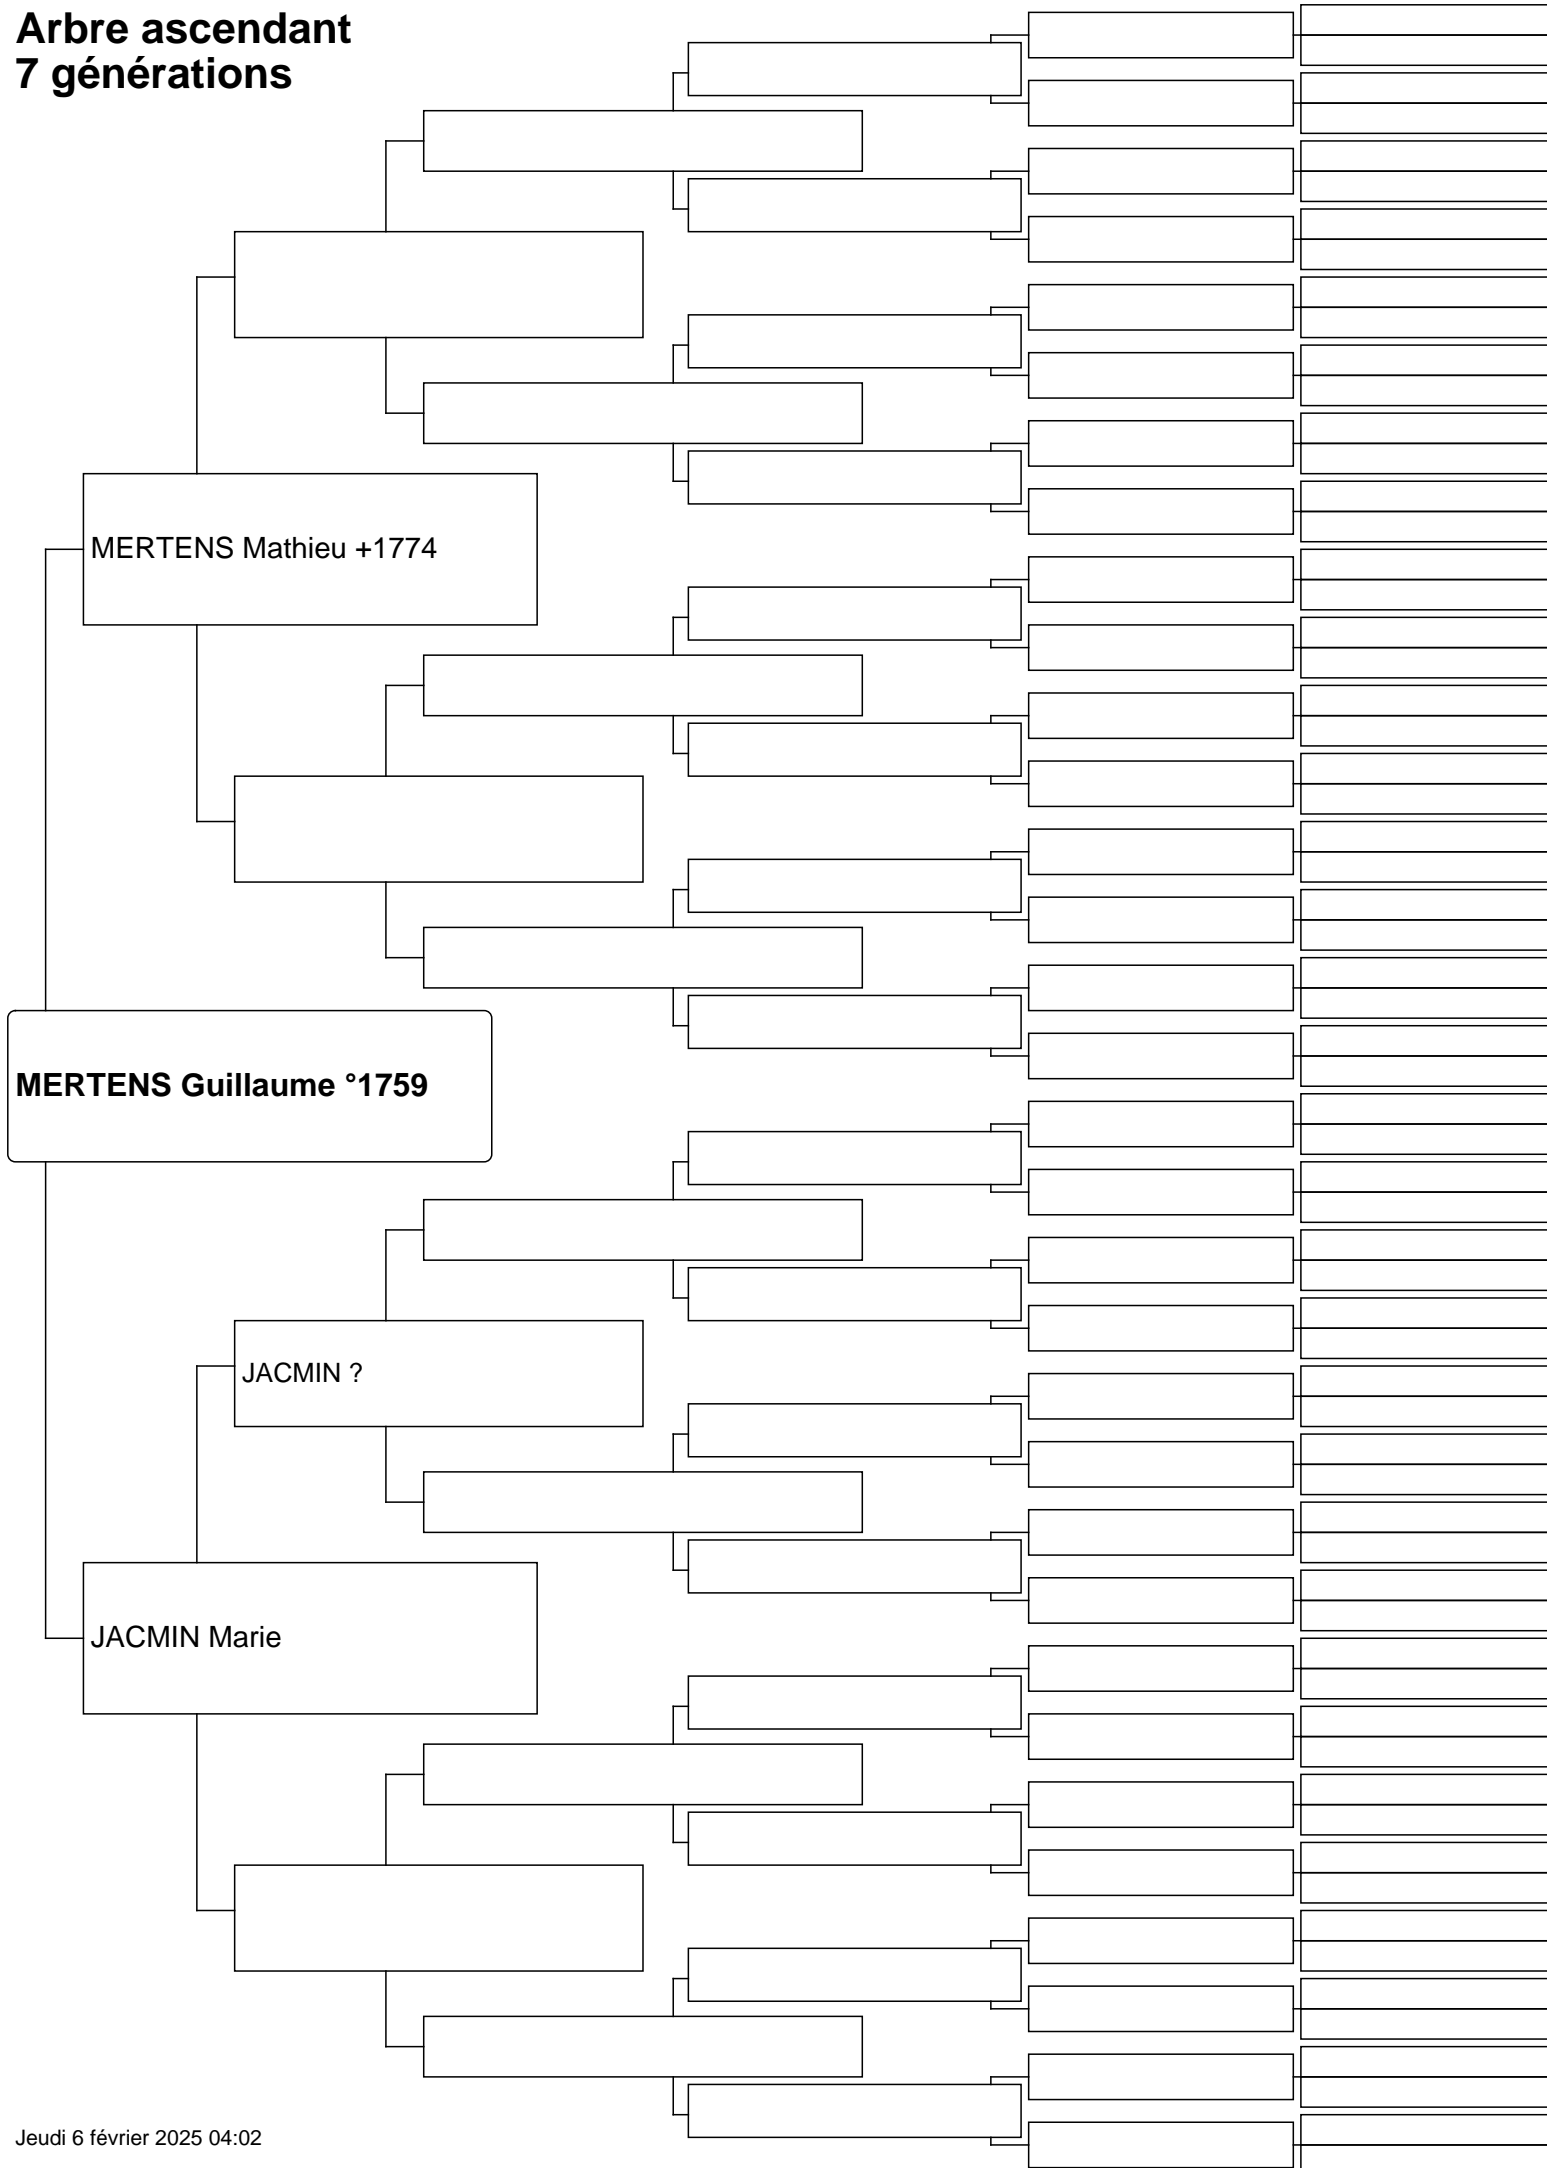 Arbre ascendant
7 générations
MERTENS Mathieu +1774
MERTENS Guillaume °1759
JACMIN ?
JACMIN Marie
Jeudi 6 février 2025 04:02